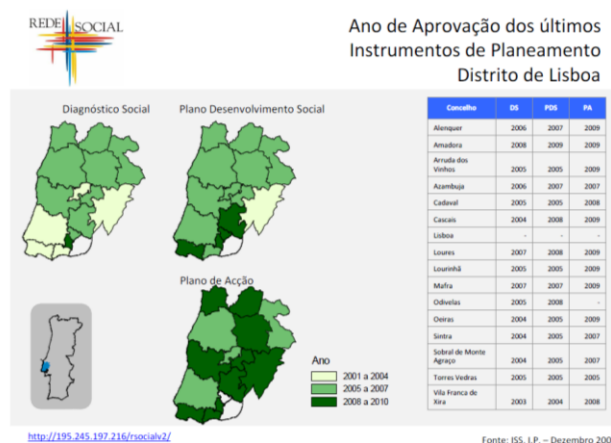 REDE SOCIAL
Ano de Aprovação dos últimos
Instrumentos de Planeamento
Distrito de Lisboa
Diagnóstico Social
Plano Desenvolvimento Social
Plano de Acção
Ano
2001 a 2004
2005 a 2007
2008 a 2010
Concelho DS PDS PA
Alenquer 2006 2007 2009
Amadora 2008 2009 2009
Arruda dos
Vinhos 2005 2005 2009
Azambuja 2006 2007 2007
Cadaval 2005 2005 2008
Cascais 2004 2008 2009
Lisboa - - -
Loures 2007 2008 2009
Lourinhã 2005 2005 2009
Mafra 2007 2007 2009
Odivelas 2005 2008 -
Oeiras 2004 2005 2009
Sintra 2004 2005 2007
Sobral de Monte
Agraço 2004 2005 2007
Torres Vedras 2005 2005 2005
Vila Franca de
Xira 2003 2004 2008
http://195.245.197.216/rsocialv2/
Fonte: ISS, I.P. – Dezembro 200